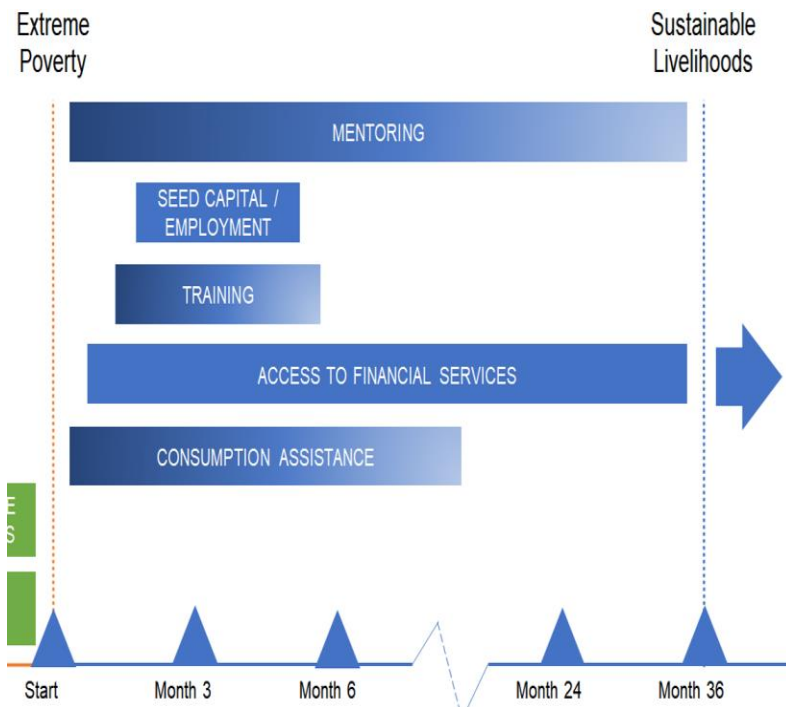 Extreme
Poverty
Sustainable
Livelihoods
MENTORING
SEED CAPITAL /
EMPLOYMENT
TRAINING
ACCESS TO FINANCIAL SERVICES
CONSUMPTION ASSISTANCE
E
S
Start
Month 3
Month 6
Month 24
Month 36